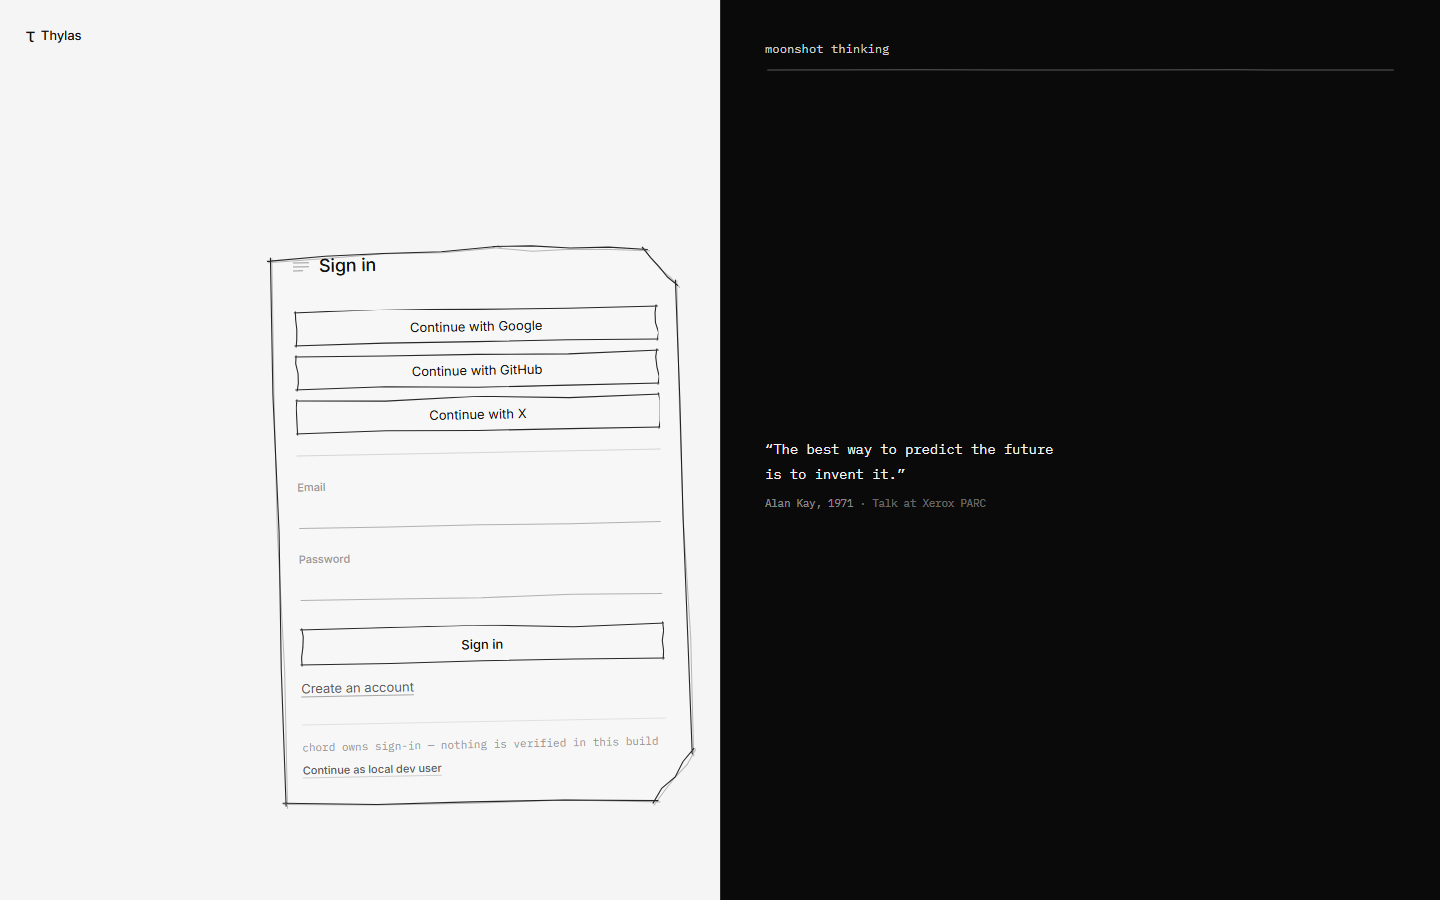 τ Thylas
Sign in
Continue with Google
Continue with GitHub
Continue with X
Email
Password
Sign in
Create an account
chord owns sign-in — nothing is verified in this build
Continue as local dev user
moonshot thinking
“The best way to predict the future
is to invent it.”
Alan Kay, 1971 · Talk at Xerox PARC